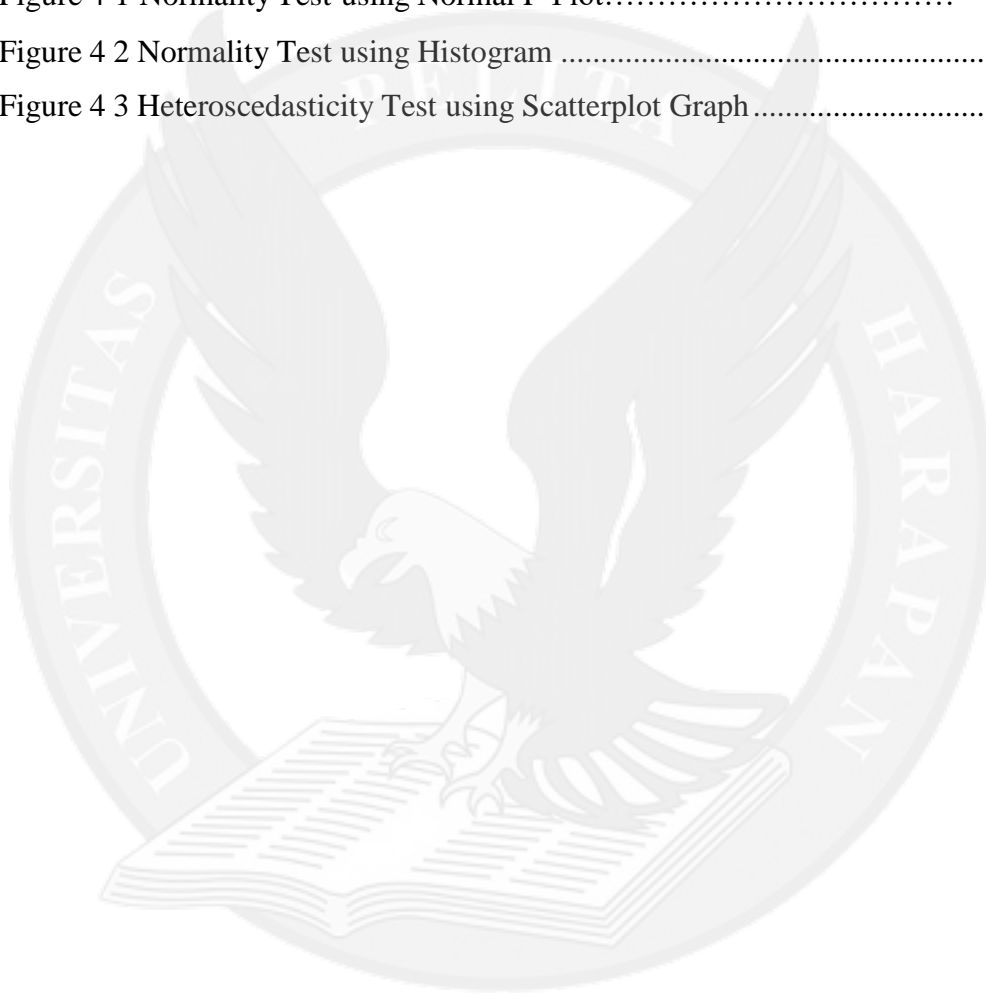 Figure 4 1 Normality Test using Normal P-Plot……………………………
Figure 4 2 Normality Test using Histogram ....................................................
Figure 4 3 Heteroscedasticity Test using Scatterplot Graph .............................
UNIVERSITAS PELITA HARAPAN